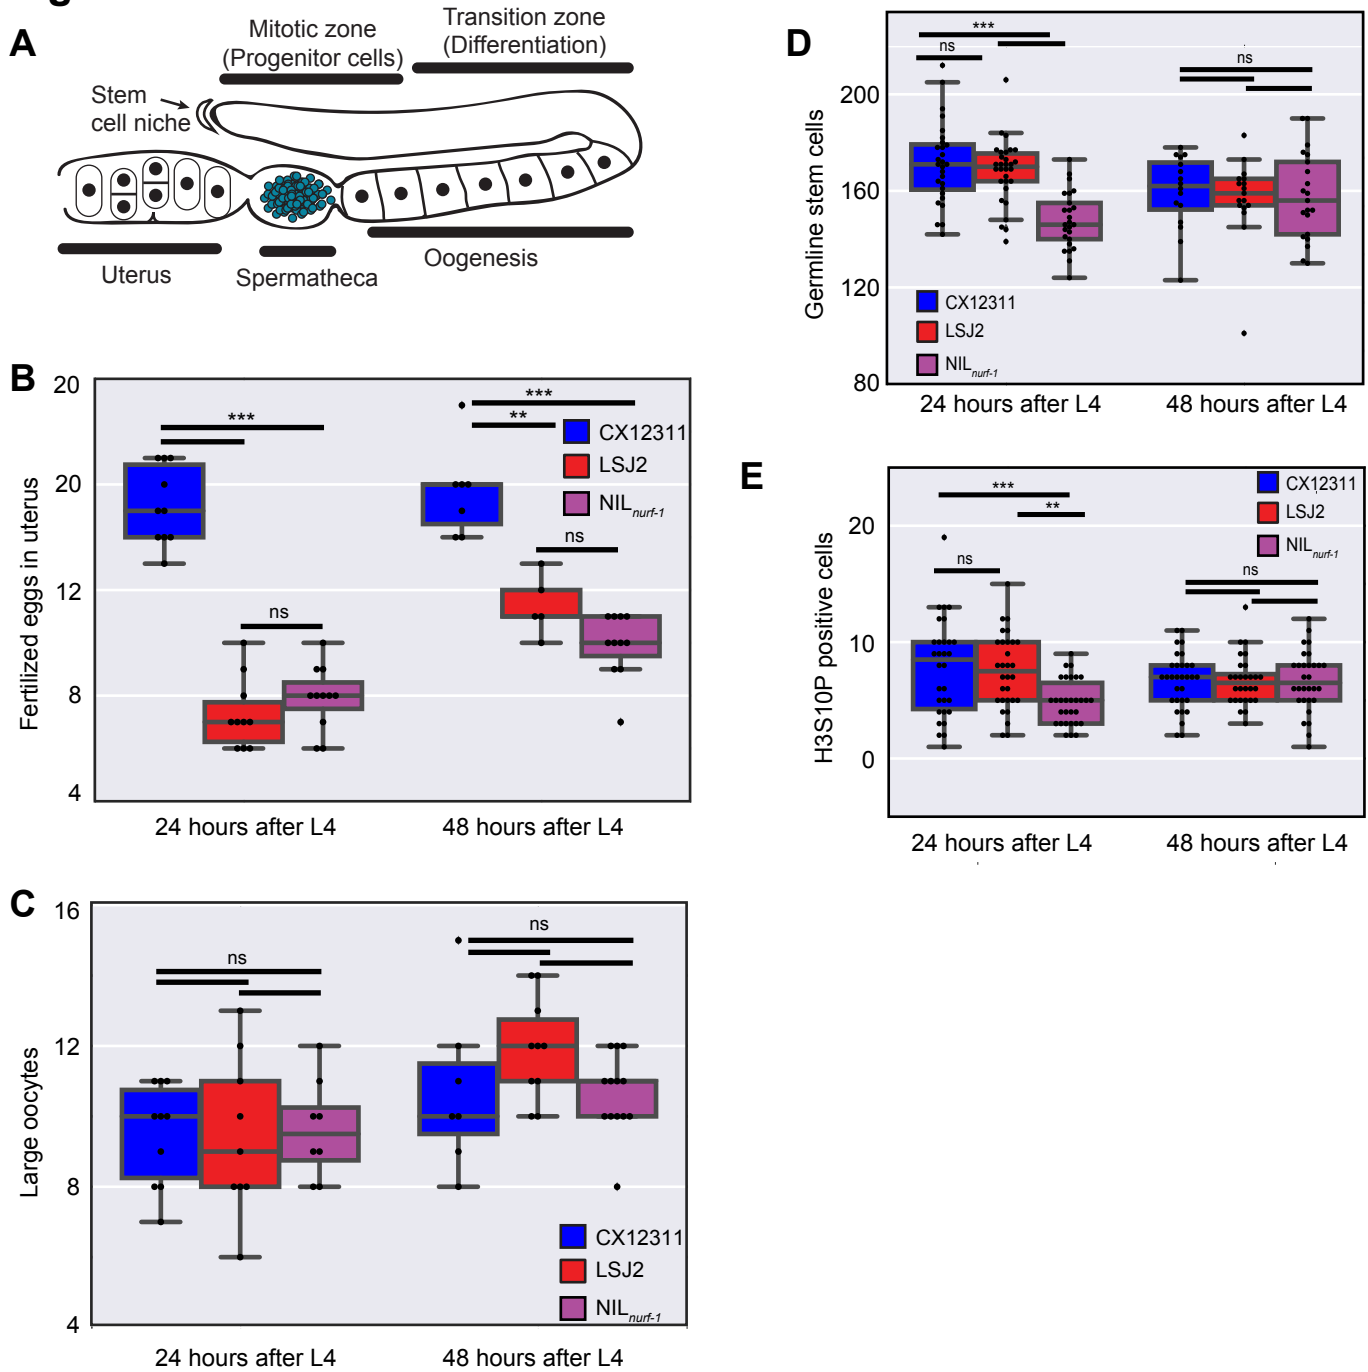 A
Mitotic zone
(Progenitor cells)
Transition zone
(Differentiation)
Stem
cell niche
Uterus
Spermatheca
Oogenesis
B
Fertilized eggs in uterus
20
20
12
8
4
***
ns
***
**
ns
CX12311
LSJ2
NILnurf-1
24 hours after L4
48 hours after L4
C
Large oocytes
16
12
8
4
ns
ns
CX12311
LSJ2
NILnurf-1
24 hours after L4
48 hours after L4
D
Germline stem cells
200
160
120
80
***
ns
ns
CX12311
LSJ2
NILnurf-1
24 hours after L4
48 hours after L4
E
H3S10P positive cells
20
10
0
***
**
ns
ns
CX12311
LSJ2
NILnurf-1
24 hours after L4
48 hours after L4